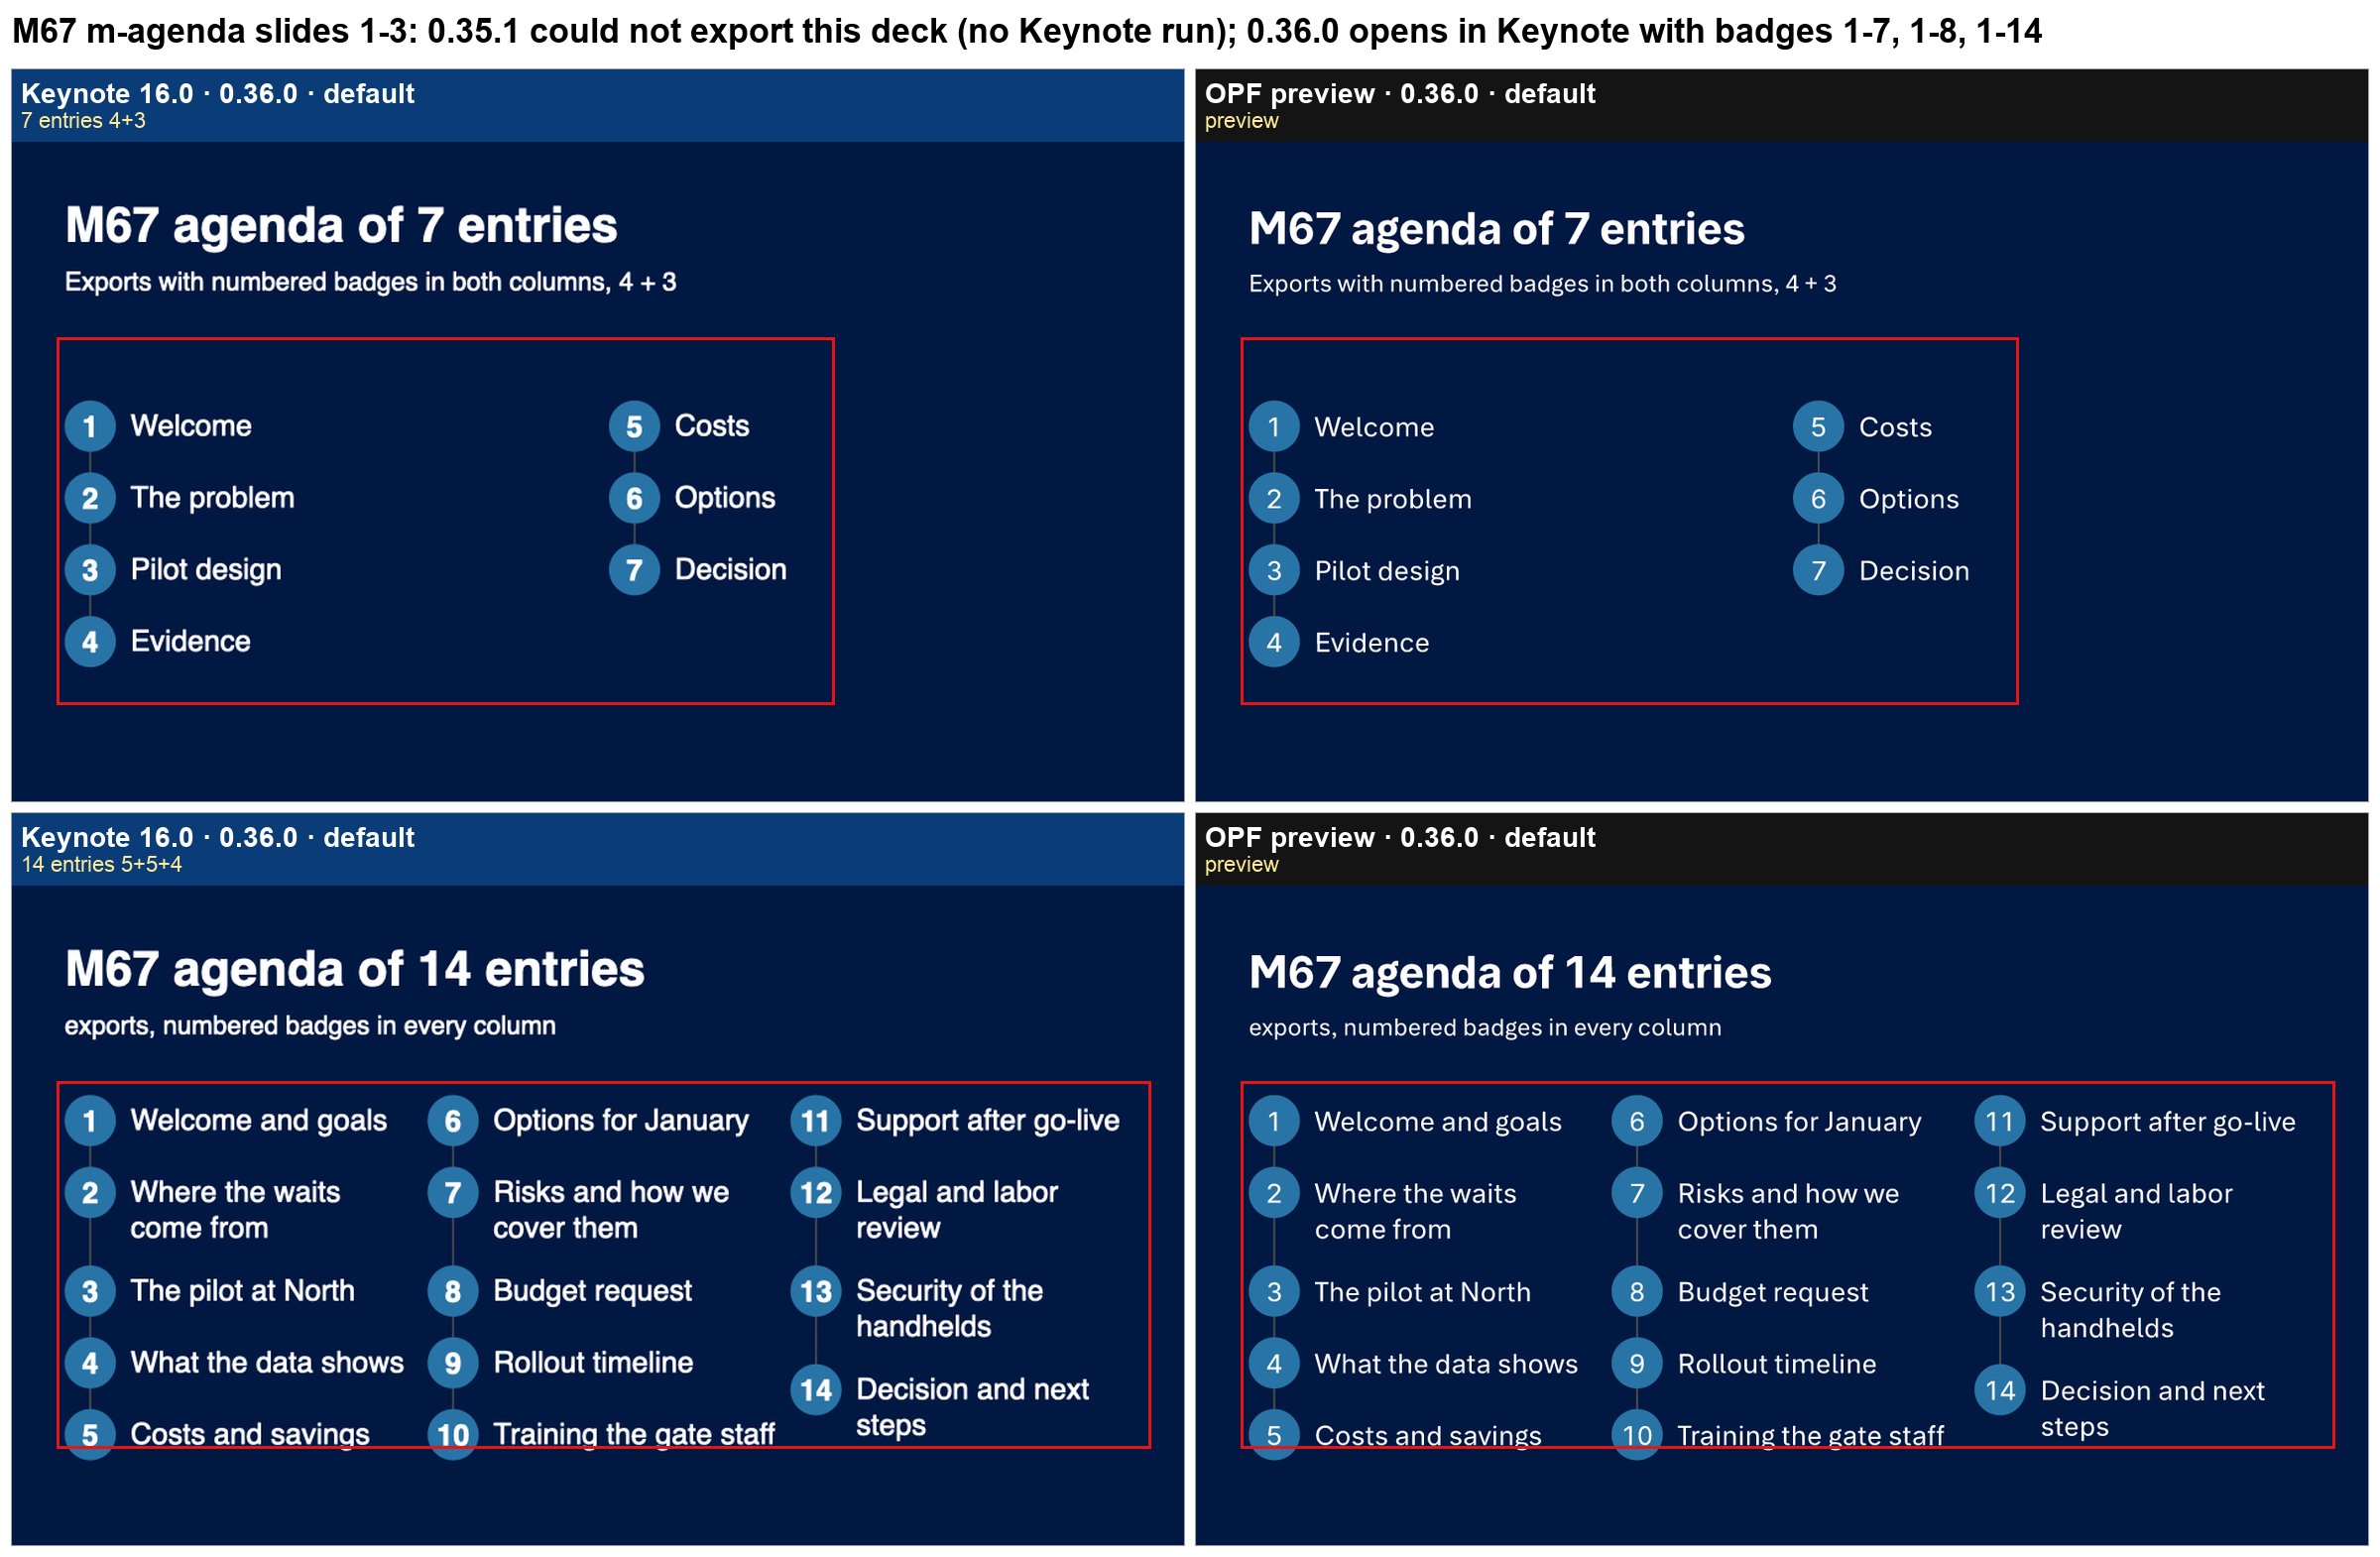 M67 m-agenda slides 1-3: 0.35.1 could not export this deck (no Keynote run); 0.36.0 opens in Keynote with badges 1-7, 1-8, 1-14
Keynote 16.0 · 0.36.0 · default
7 entries 4+3
M67 agenda of 7 entries
Exports with numbered badges in both columns, 4 + 3
1 Welcome
2 The problem
3 Pilot design
4 Evidence
5 Costs
6 Options
7 Decision
OPF preview · 0.36.0 · default
preview
M67 agenda of 7 entries
Exports with numbered badges in both columns, 4 + 3
1 Welcome
2 The problem
3 Pilot design
4 Evidence
5 Costs
6 Options
7 Decision
Keynote 16.0 · 0.36.0 · default
14 entries 5+5+4
M67 agenda of 14 entries
exports, numbered badges in every column
1 Welcome and goals
2 Where the waits
come from
3 The pilot at North
4 What the data shows
5 Costs and savings
6 Options for January
7 Risks and how we
cover them
8 Budget request
9 Rollout timeline
10 Training the gate staff
11 Support after go-live
12 Legal and labor
review
13 Security of the
handhelds
14 Decision and next
steps
OPF preview · 0.36.0 · default
preview
M67 agenda of 14 entries
exports, numbered badges in every column
1 Welcome and goals
2 Where the waits
come from
3 The pilot at North
4 What the data shows
5 Costs and savings
6 Options for January
7 Risks and how we
cover them
8 Budget request
9 Rollout timeline
10 Training the gate staff
11 Support after go-live
12 Legal and labor
review
13 Security of the
handhelds
14 Decision and next
steps